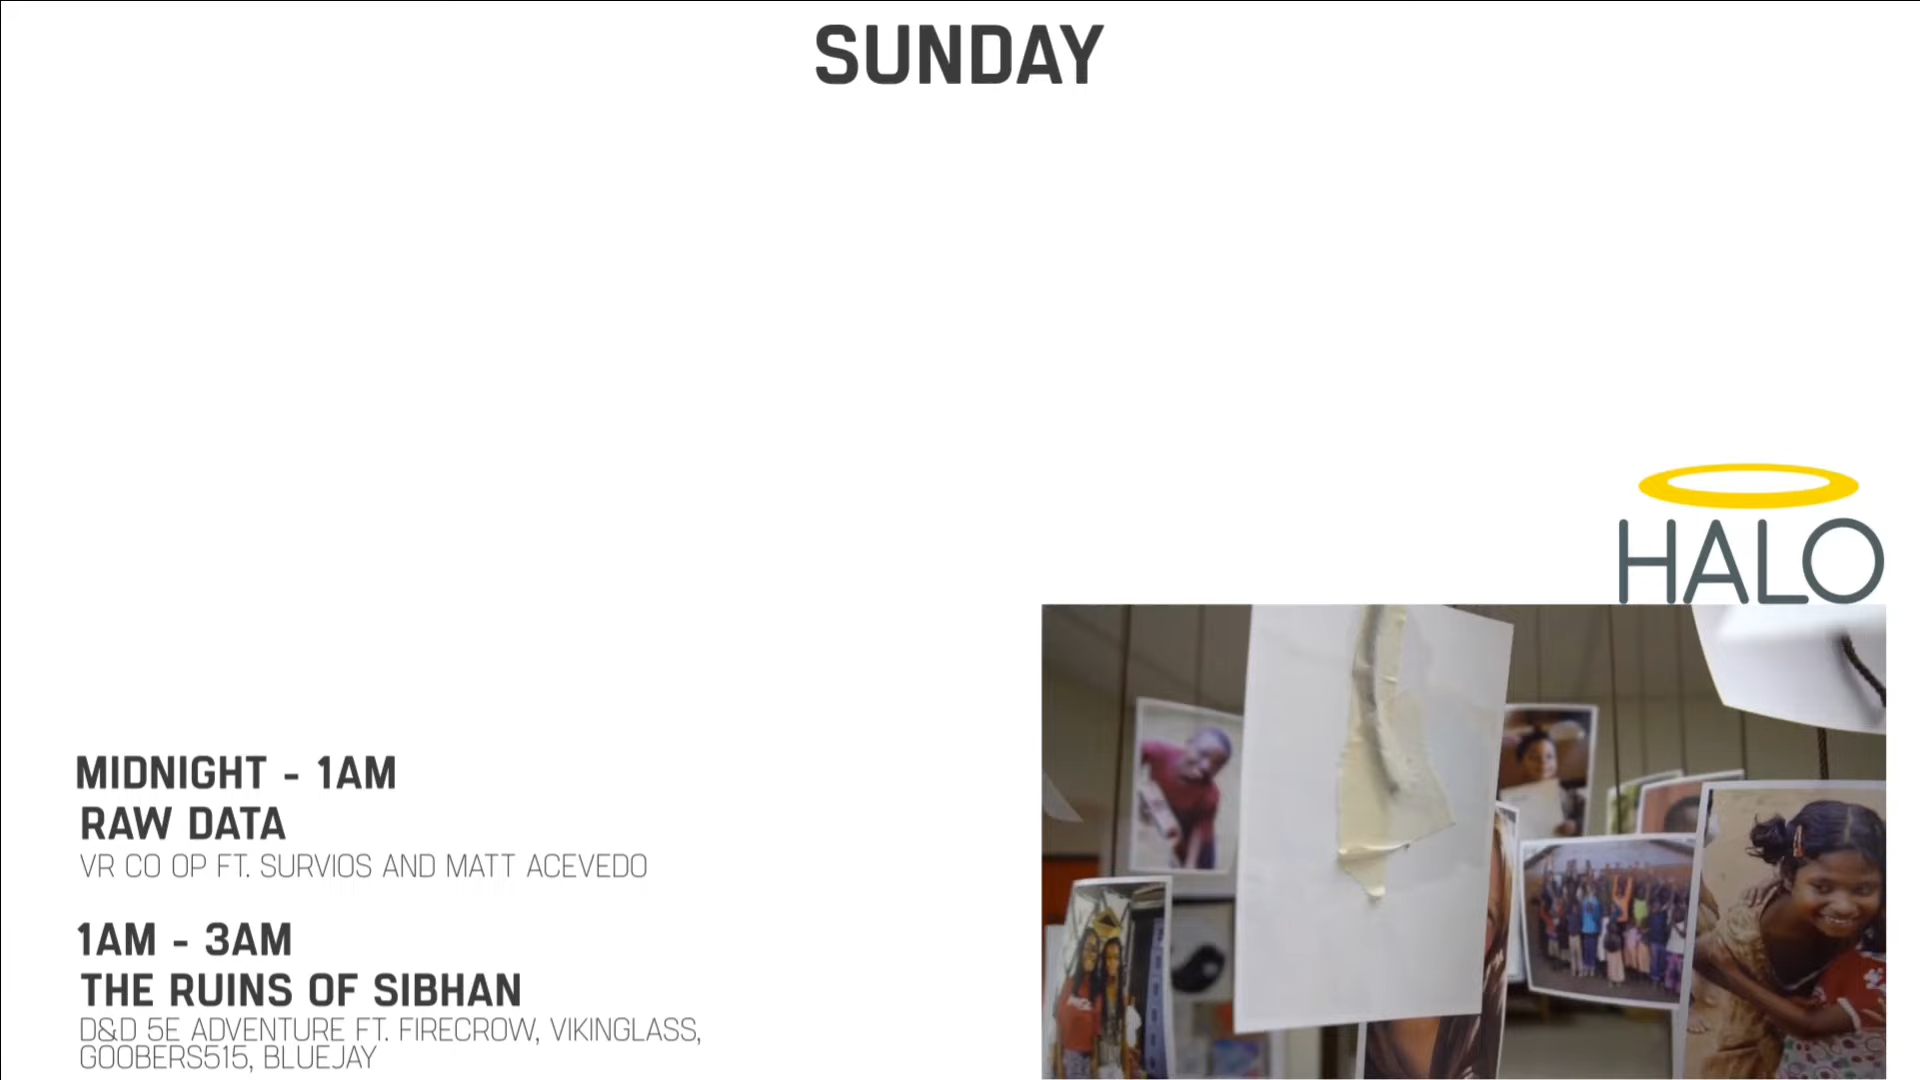 SUNDAY
HALO
MIDNIGHT - 1AM
RAW DATA
VR CO OP FT. SURVIOS AND MATT ACEVEDO
1AM - 3AM
THE RUINS OF SIBHAN
D&D 5E ADVENTURE FT. FIRECROW, VIKINGLASS,
GOOBERS515, BLUEJAY